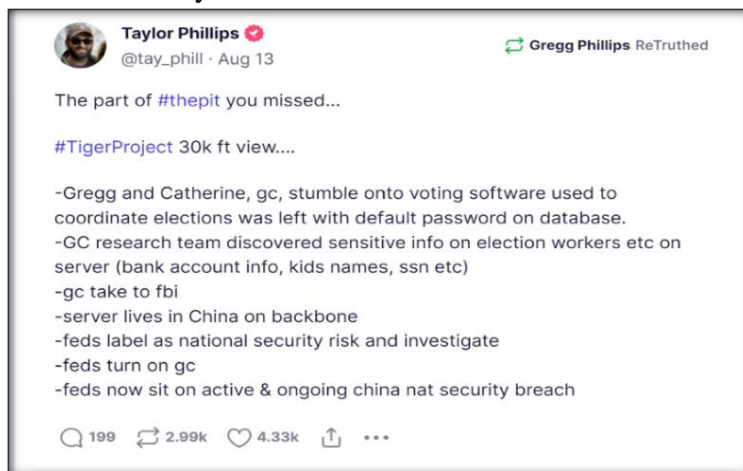 Taylor Phillips
@tay_phill · Aug 13
Gregg Phillips ReTruthed
The part of #thepit you missed...
#TigerProject 30k ft view....
-Gregg and Catherine, gc, stumble onto voting software used to
coordinate elections was left with default password on database.
-GC research team discovered sensitive info on election workers etc on
server (bank account info, kids names, ssn etc)
-gc take to fbi
-server lives in China on backbone
-feds label as national security risk and investigate
-feds turn on gc
-feds now sit on active & ongoing china nat security breach
199 2.99k 4.33k